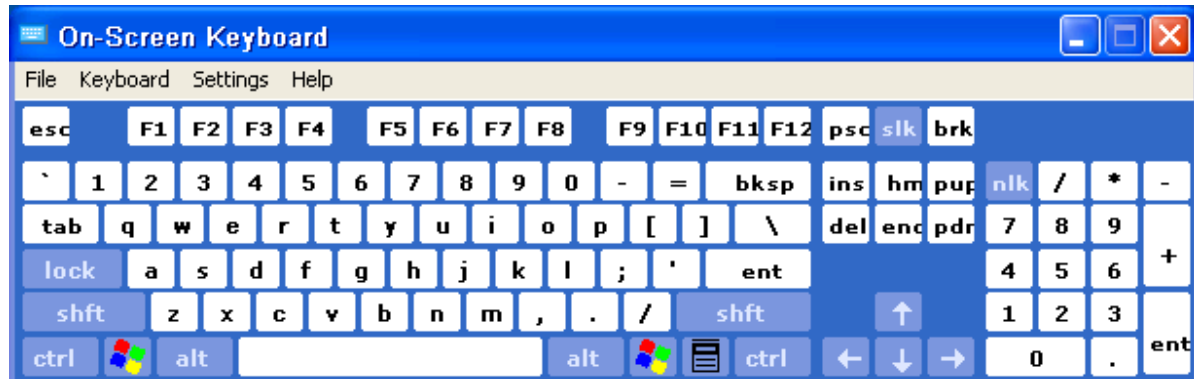 On-Screen Keyboard
File Keyboard Settings Help
esc F1 F2 F3 F4 F5 F6 F7 F8 F9 F10 F11 F12 psc slk brk
` 1 2 3 4 5 6 7 8 9 0 - = bksp ins hm pup nlk / * -
tab q w e r t y u i o p [ ] \ del end pdn 7 8 9 +
lock a s d f g h j k l ; ' ent 4 5 6
shft z x c v b n m , . / shft ↑ 1 2 3 ent
ctrl alt alt ctrl ← ↓ → 0 .